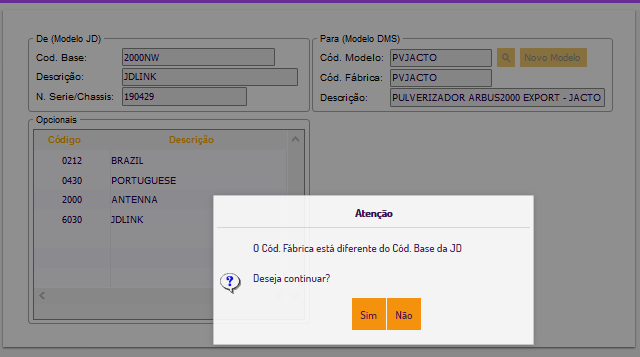 De (Modelo JD)
Cod. Base: 2000NW
Descrição: JDLINK
N. Serie/Chassis: 190429
Para (Modelo DMS)
Cód. Modelo: PVJACTO Novo Modelo
Cód. Fábrica: PVJACTO
Descrição: PULVERIZADOR ARBUS2000 EXPORT - JACTO
Opcionais
Código Descrição
0212 BRAZIL
0430 PORTUGUESE
2000 ANTENNA
6030 JDLINK
Atenção
O Cód. Fábrica está diferente do Cód. Base da JD
Deseja continuar?
Sim Não